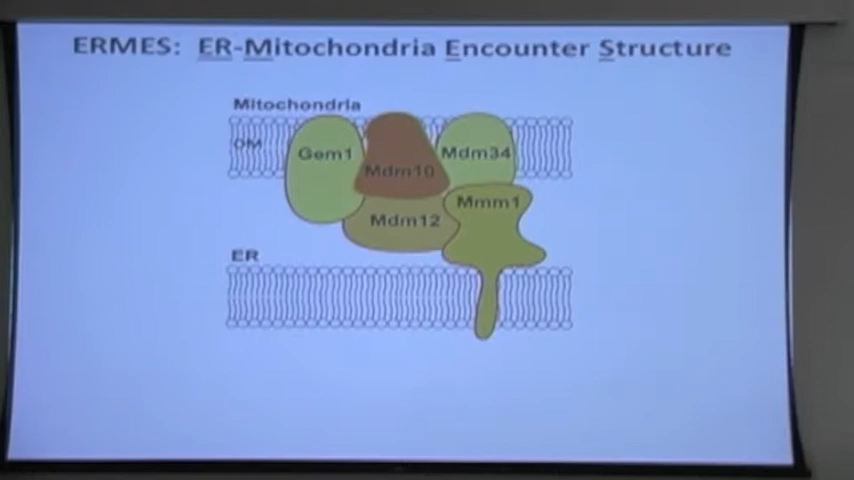 ERMES: ER-Mitochondria Encounter Structure
Mitochondria
OM
Gem1
Mdm10
Mdm34
Mdm12
Mmm1
ER